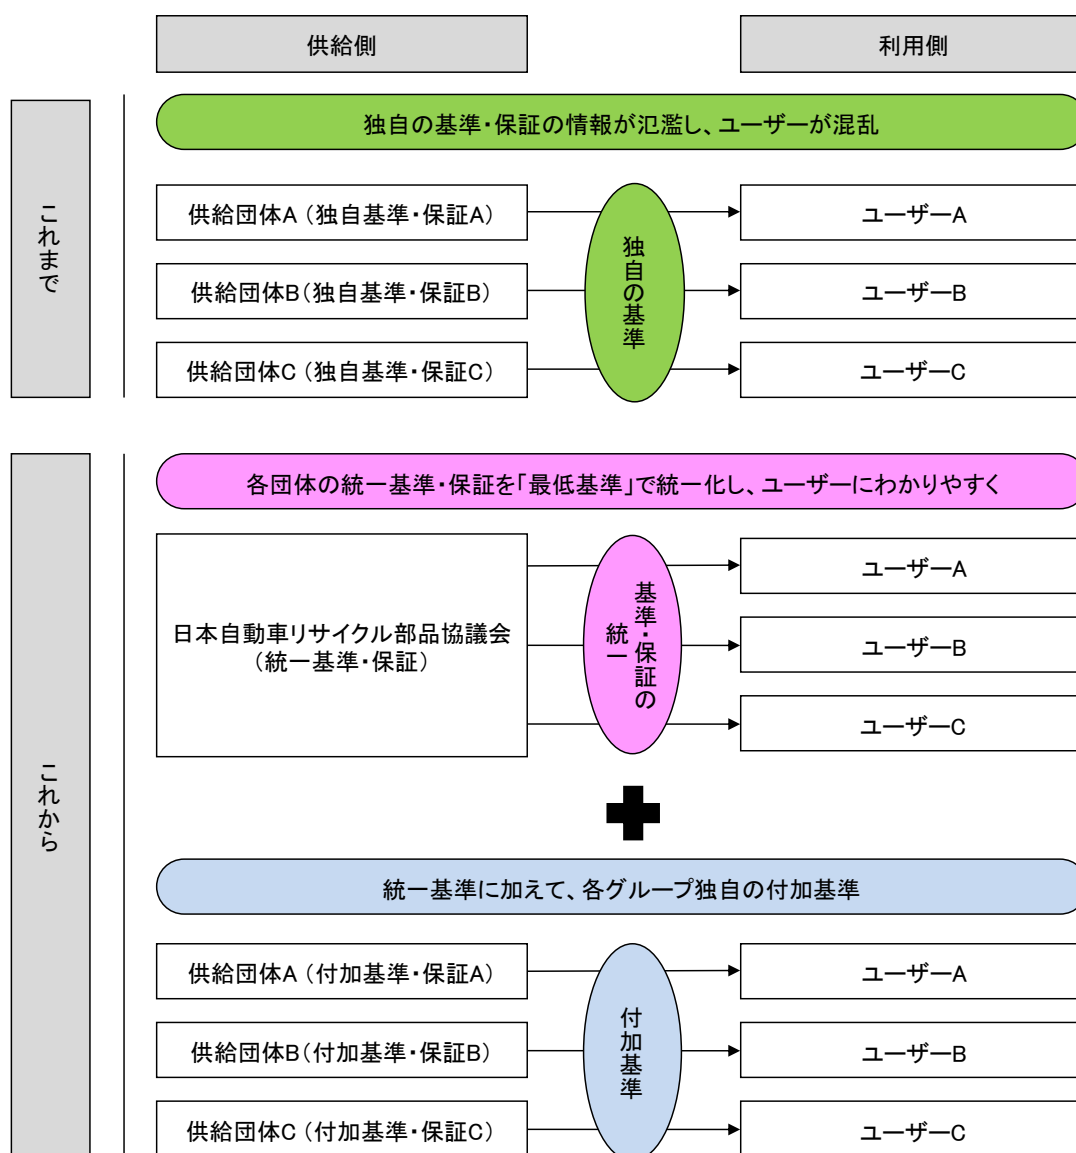 供給側
利用側
これまで
独自の基準・保証の情報が氾濫し、ユーザーが混乱
供給団体A（独自基準・保証A）
ユーザーA
供給団体B（独自基準・保証B）
ユーザーB
供給団体C（独自基準・保証C）
ユーザーC
独自の基準
これから
各団体の統一基準・保証を「最低基準」で統一化し、ユーザーにわかりやすく
日本自動車リサイクル部品協議会
（統一基準・保証）
基準・保証の
統一
ユーザーA
ユーザーB
ユーザーC
統一基準に加えて、各グループ独自の付加基準
供給団体A（付加基準・保証A）
ユーザーA
供給団体B（付加基準・保証B）
ユーザーB
供給団体C（付加基準・保証C）
ユーザーC
付加基準